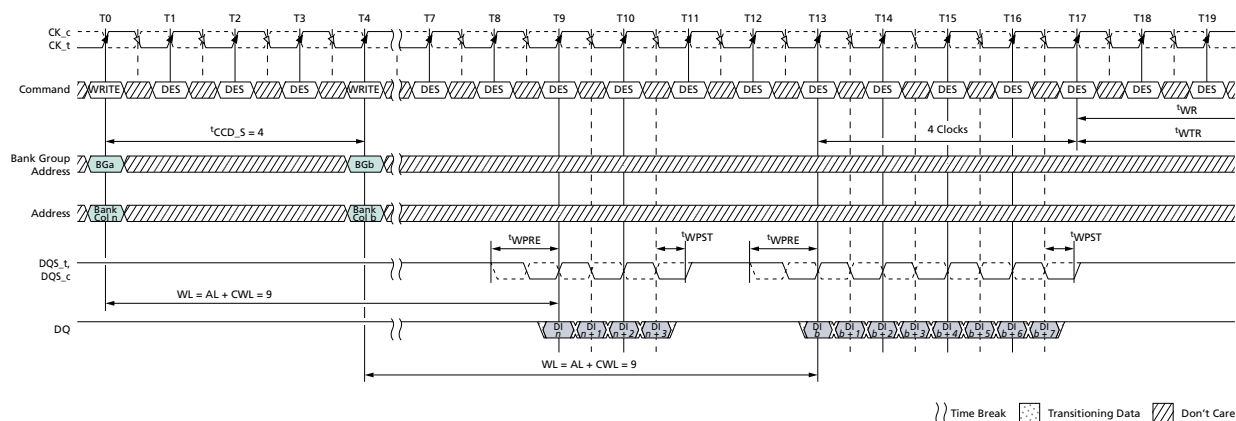 T0 T1 T2 T3 T4 T7 T8 T9 T10 T11 T12 T13 T14 T15 T16 T17 T18 T19
CK_c
CK_t
Command WRITE DES DES DES WRITE DES DES DES DES DES DES DES DES DES DES DES DES DES
tWR
tCCD_S = 4 4 Clocks tWTR
Bank Group
Address BGa BGb
Address Bank
Col n Bank
Col b
tWPRE tWPST tWPRE tWPST
DQS_t,
DQS_c
WL = AL + CWL = 9
DQ DI
n DI
n + 1 DI
n + 2 DI
n + 3 DI
b DI
b + 1 DI
b + 2 DI
b + 3 DI
b + 4 DI
b + 5 DI
b + 6 DI
b + 7
WL = AL + CWL = 9
Time Break Transitioning Data Don't Care